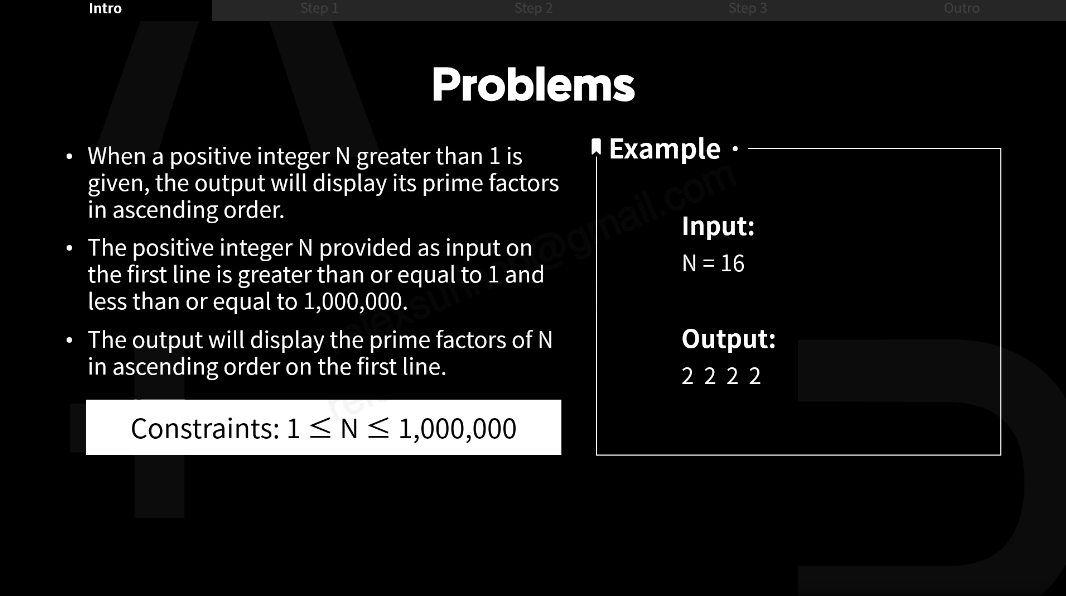 Intro
Step 1
Step 2
Step 3
Outro
Problems
• When a positive integer N greater than 1 is
given, the output will display its prime factors
in ascending order.
• The positive integer N provided as input on
the first line is greater than or equal to 1 and
less than or equal to 1,000,000.
• The output will display the prime factors of N
in ascending order on the first line.
Constraints: 1 ≤ N ≤ 1,000,000
Example
Input:
N = 16
Output:
2 2 2 2
@gmail.com